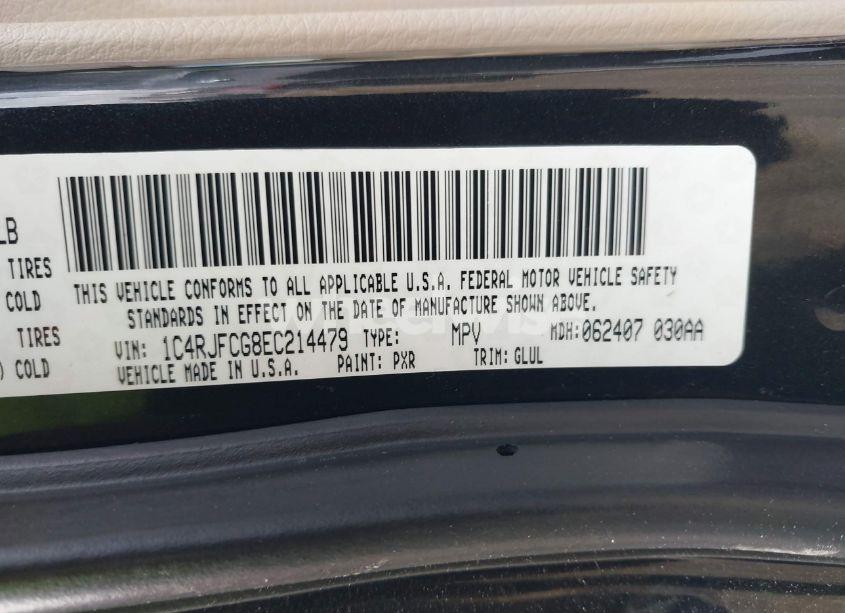 LB
TIRES
COLD
TIRES
) COLD
THIS VEHICLE CONFORMS TO ALL APPLICABLE U.S.A. FEDERAL MOTOR VEHICLE SAFETY
STANDARDS IN EFFECT ON THE DATE OF MANUFACTURE SHOWN ABOVE.
VIN: 1C4RJFCG8EC214479 TYPE: MPV MDH: 062407 030AA
VEHICLE MADE IN U.S.A. PAINT: PXR TRIM: GLUL